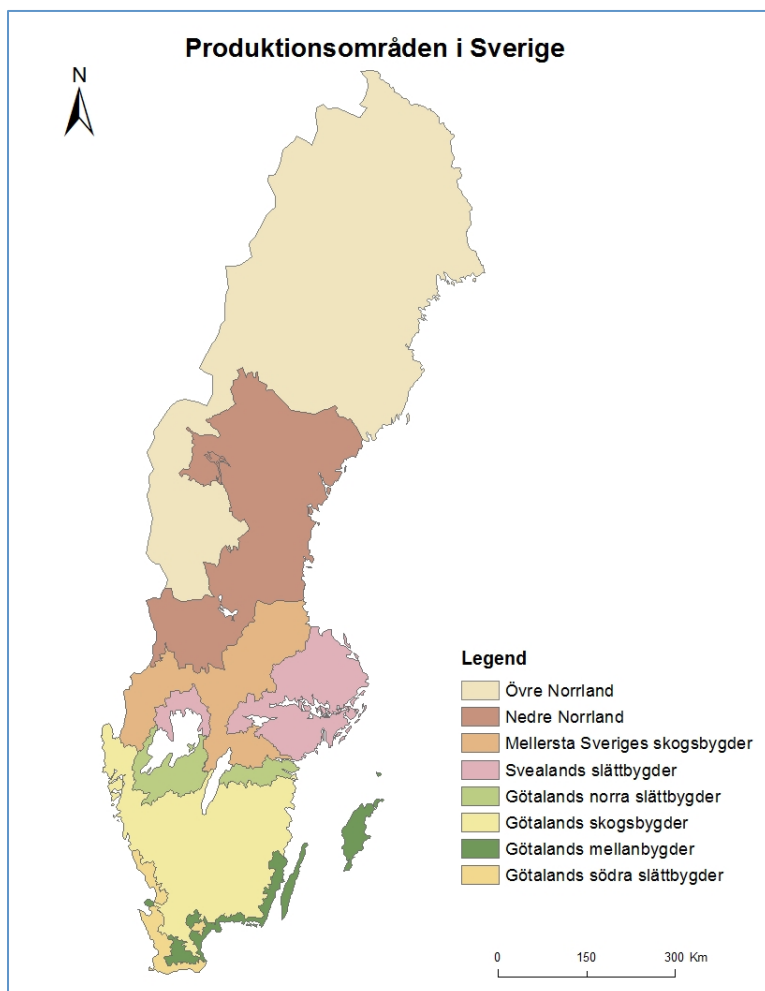 Produktionsområden i Sverige
N
Legend
Övre Norrland
Nedre Norrland
Mellersta Sveriges skogsbygder
Svealands slättbygder
Götalands norra slättbygder
Götalands skogsbygder
Götalands mellanbygder
Götalands södra slättbygder
0 150 300 Km